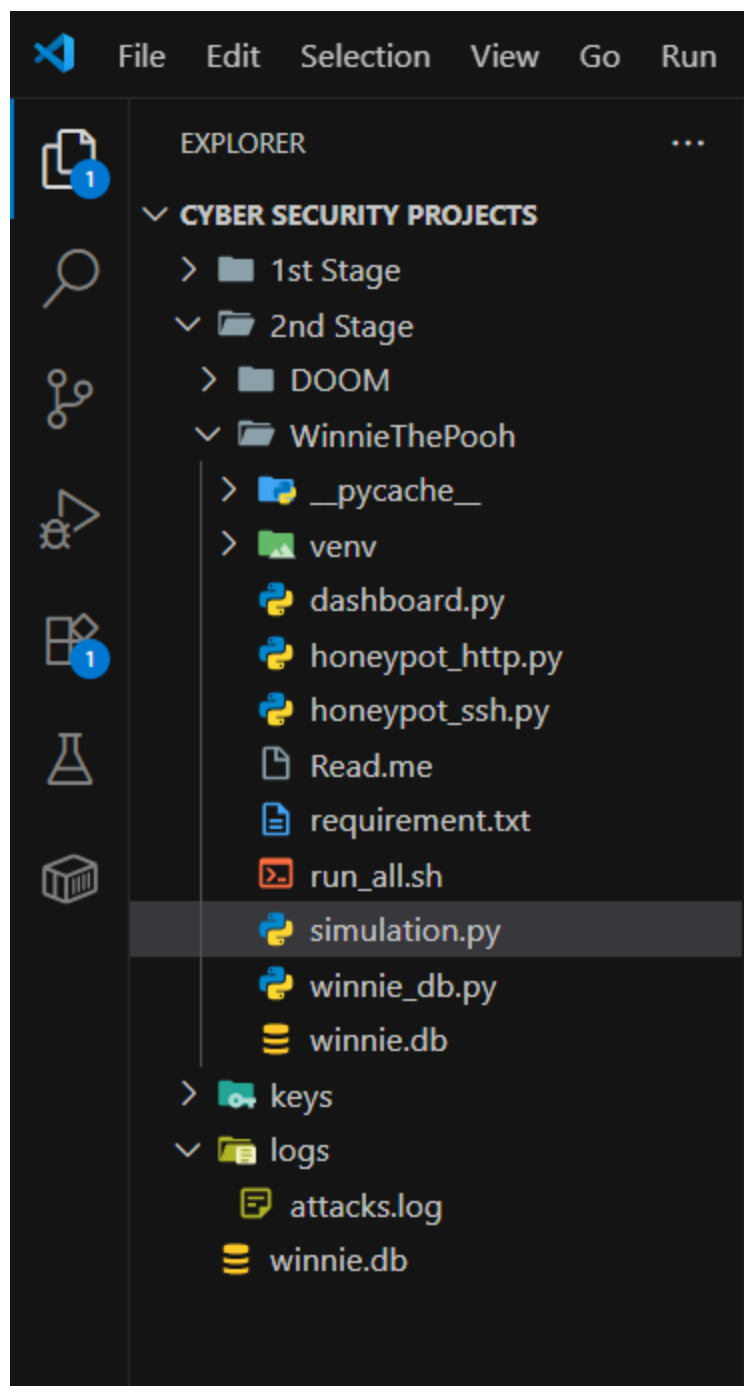 File Edit Selection View Go Run
EXPLORER ...
1
CYBER SECURITY PROJECTS
1st Stage
2nd Stage
DOOM
WinnieThePooh
__pycache__
venv
dashboard.py
honeypot_http.py
1
honeypot_ssh.py
Read.me
requirement.txt
run_all.sh
simulation.py
winnie_db.py
winnie.db
keys
logs
attacks.log
winnie.db